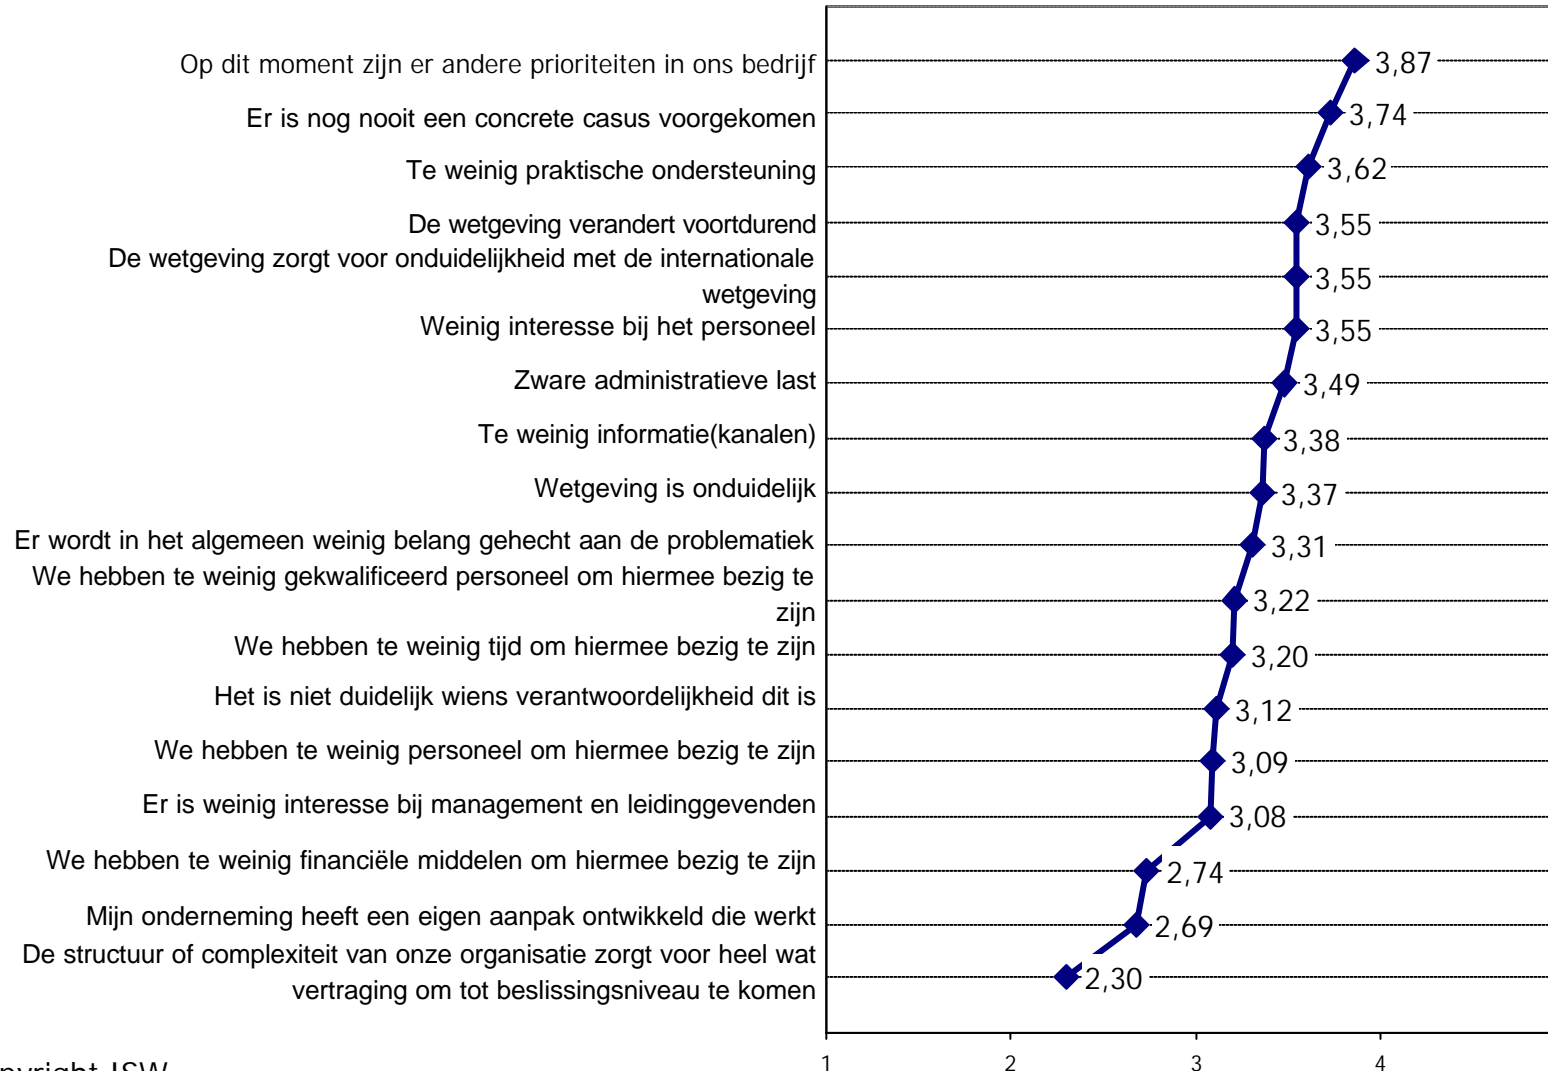 Op dit moment zijn er andere prioriteiten in ons bedrijf 3,87
Er is nog nooit een concrete casus voorgekomen 3,74
Te weinig praktische ondersteuning 3,62
De wetgeving verandert voortdurend 3,55
De wetgeving zorgt voor onduidelijkheid met de internationale
wetgeving 3,55
Weinig interesse bij het personeel 3,55
Zware administratieve last 3,49
Te weinig informatie(kanalen) 3,38
Wetgeving is onduidelijk 3,37
Er wordt in het algemeen weinig belang gehecht aan de problematiek 3,31
We hebben te weinig gekwalificeerd personeel om hiermee bezig te
zijn 3,22
We hebben te weinig tijd om hiermee bezig te zijn 3,20
Het is niet duidelijk wiens verantwoordelijkheid dit is 3,12
We hebben te weinig personeel om hiermee bezig te zijn 3,09
Er is weinig interesse bij management en leidinggevenden 3,08
We hebben te weinig financiële middelen om hiermee bezig te zijn 2,74
Mijn onderneming heeft een eigen aanpak ontwikkeld die werkt 2,69
De structuur of complexiteit van onze organisatie zorgt voor heel wat
vertraging om tot beslissingsniveau te komen 2,30
1 2 3 4